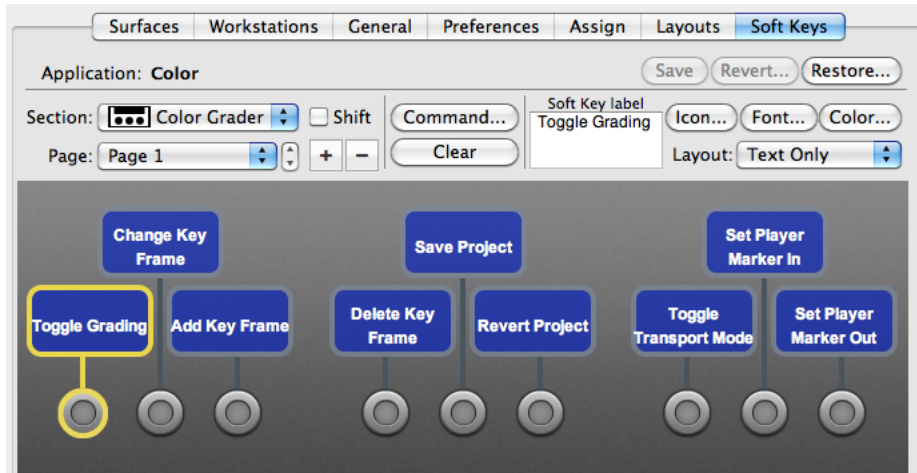 Surfaces Workstations General Preferences Assign Layouts Soft Keys
Application: Color
Save Revert... Restore...
Section: Color Grader Shift Command... Soft Key label Icon... Font... Color...
Toggle Grading
Page: Page 1 + − Clear Layout: Text Only
Change Key
Frame
Save Project
Set Player
Marker In
Toggle Grading
Add Key Frame
Delete Key
Frame
Revert Project
Toggle
Transport Mode
Set Player
Marker Out